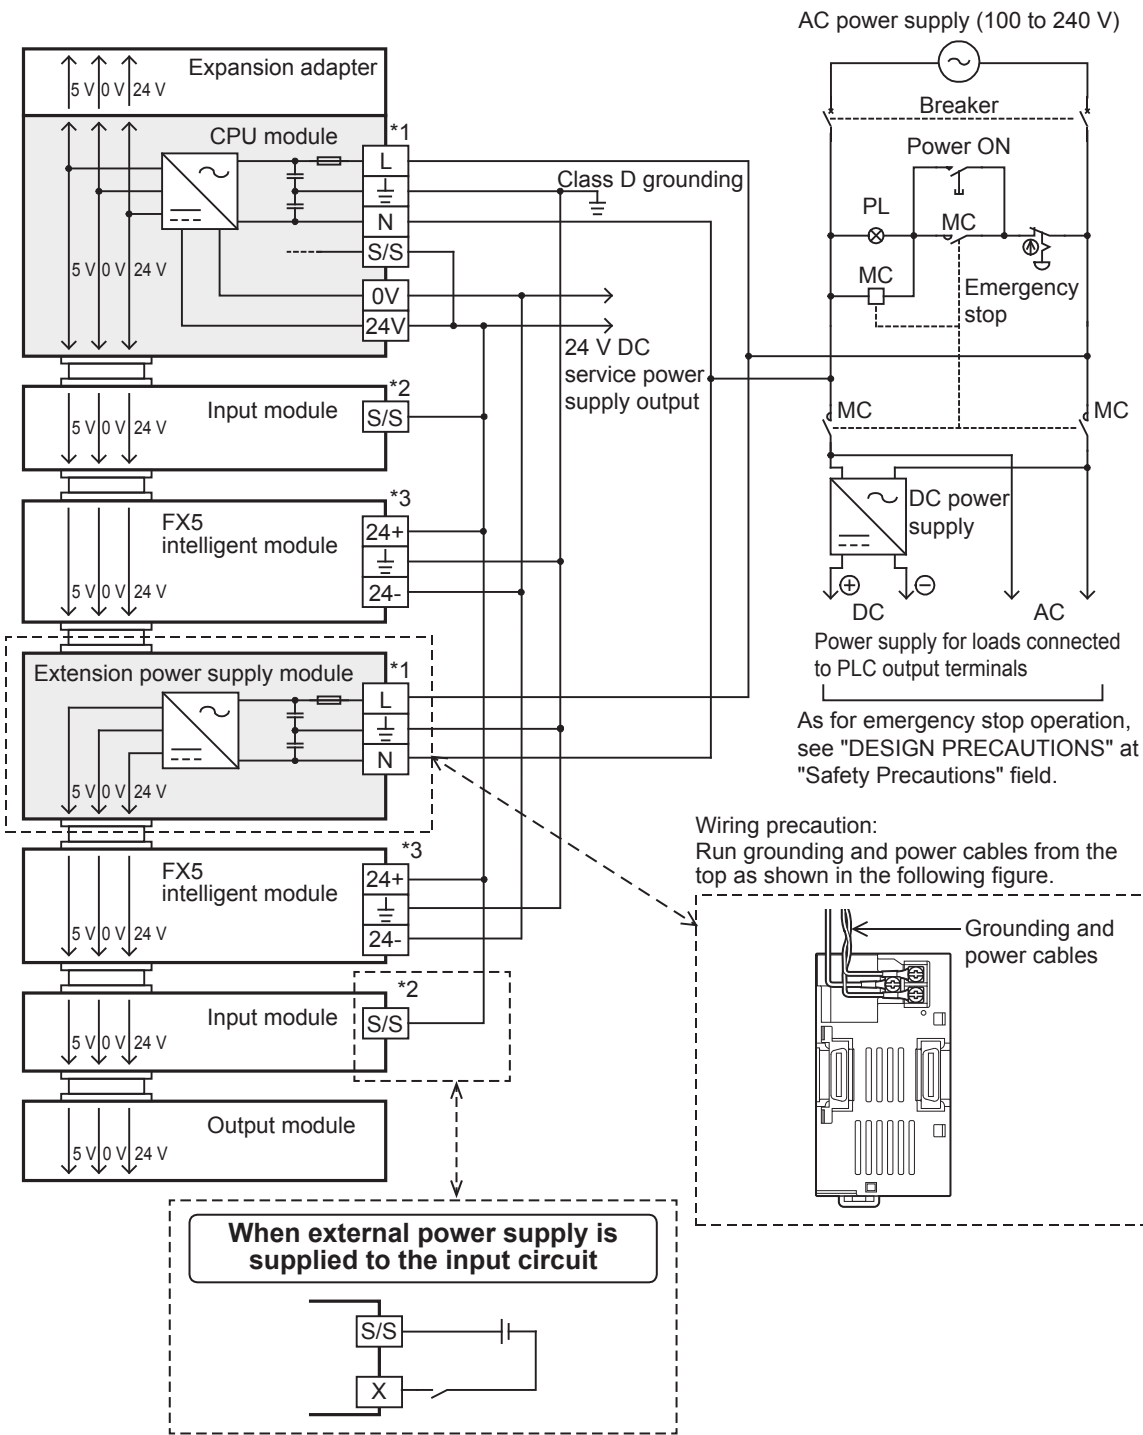 AC power supply (100 to 240 V)
Expansion adapter
5 V 0 V 24 V
CPU module
*1
L
N
S/S
0V
24V
5 V 0 V 24 V
Class D grounding
24 V DC
service power
supply output
Breaker
Power ON
PL
MC
MC
Emergency
stop
MC
MC
DC power
supply
+
−
DC
AC
Power supply for loads connected
to PLC output terminals
As for emergency stop operation,
see "DESIGN PRECAUTIONS" at
"Safety Precautions" field.
Input module
*2
S/S
5 V 0 V 24 V
FX5
intelligent module
*3
24+
24-
5 V 0 V 24 V
Extension power supply module
*1
L
N
5 V 0 V 24 V
FX5
intelligent module
*3
24+
24-
5 V 0 V 24 V
Input module
*2
S/S
5 V 0 V 24 V
Output module
5 V 0 V 24 V
Wiring precaution:
Run grounding and power cables from the
top as shown in the following figure.
Grounding and
power cables
When external power supply is
supplied to the input circuit
S/S
X